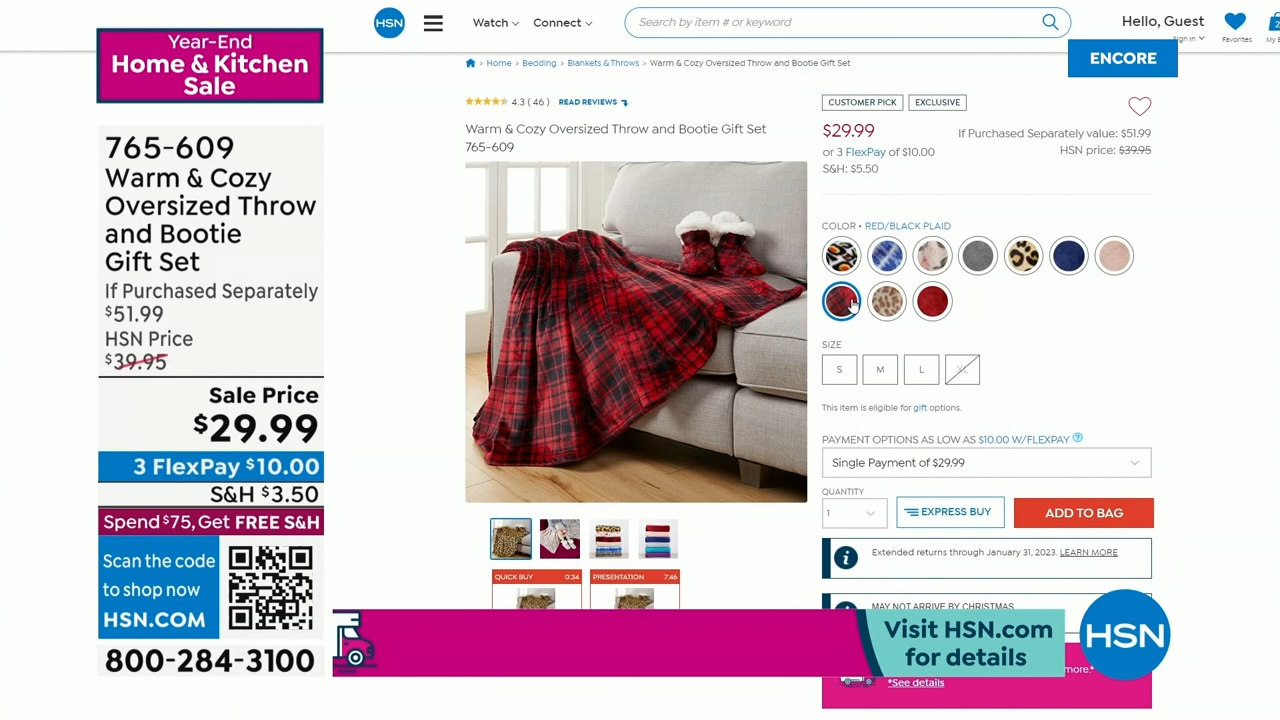 Year-End
Home & Kitchen
Sale
765-609
Warm & Cozy
Oversized Throw
and Bootie
Gift Set
If Purchased Separately
$51.99
HSN Price
$39.95
Sale Price
$29.99
3 FlexPay $10.00
S&H $3.50
Spend $75, Get FREE S&H
Scan the code
to shop now
HSN.COM
800-284-3100
HSN
Watch
Connect
Search by item # or keyword
Hello, Guest
Sign In
Favorites
ENCORE
> Home > Bedding > Blankets & Throws > Warm & Cozy Oversized Throw and Bootie Gift Set
4.3 ( 46 ) READ REVIEWS
Warm & Cozy Oversized Throw and Bootie Gift Set
765-609
CUSTOMER PICK EXCLUSIVE
$29.99
If Purchased Separately value: $51.99
or 3 FlexPay of $10.00
HSN price: $39.95
S&H: $5.50
COLOR • RED/BLACK PLAID
SIZE
S M L XL
This item is eligible for gift options.
PAYMENT OPTIONS AS LOW AS $10.00 W/FLEXPAY
Single Payment of $29.99
QUANTITY
1
EXPRESS BUY
ADD TO BAG
Extended returns through January 31, 2023. LEARN MORE
QUICK BUY 0:34
PRESENTATION 7:46
MAY NOT ARRIVE BY CHRISTMAS
Visit HSN.com
for details
HSN
more.*
*See details